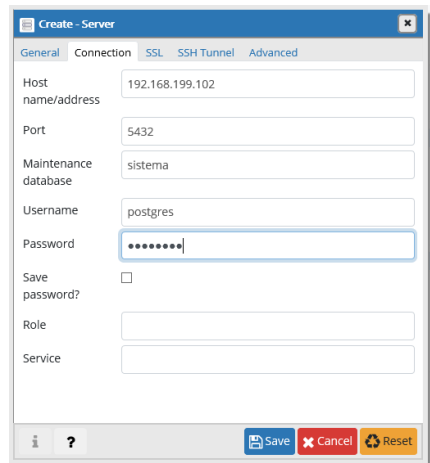 Create - Server
General Connection SSL SSH Tunnel Advanced
Host
name/address
192.168.199.102
Port
5432
Maintenance
database
sistema
Username
postgres
Password
••••••••
Save
password?
Role
Service
i ? Save Cancel Reset